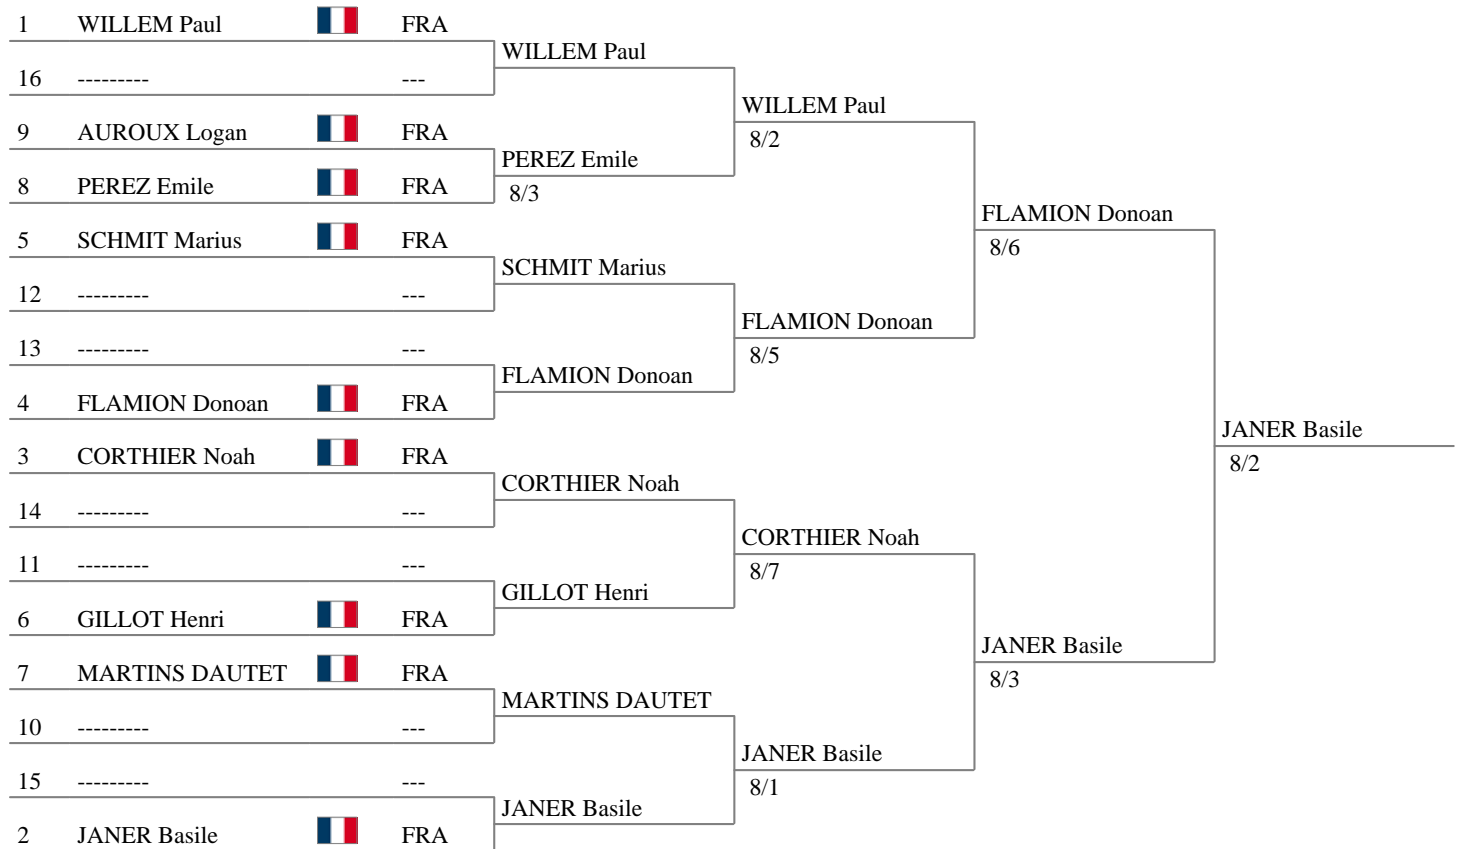 1 WILLEM Paul FRA
WILLEM Paul
16 --------- ---
WILLEM Paul
8/2
9 AUROUX Logan FRA
PEREZ Emile
8/3
8 PEREZ Emile FRA
FLAMION Donoan
8/6
5 SCHMIT Marius FRA
SCHMIT Marius
12 --------- ---
FLAMION Donoan
8/5
13 --------- ---
FLAMION Donoan
4 FLAMION Donoan FRA
JANER Basile
8/2
3 CORTHIER Noah FRA
CORTHIER Noah
14 --------- ---
CORTHIER Noah
8/7
11 --------- ---
GILLOT Henri
6 GILLOT Henri FRA
JANER Basile
8/3
7 MARTINS DAUTET FRA
MARTINS DAUTET
10 --------- ---
JANER Basile
8/1
15 --------- ---
JANER Basile
2 JANER Basile FRA